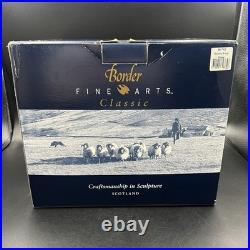 Border
FINE ARTS
Classic
Craftsmanship in Sculpture
SCOTLAND